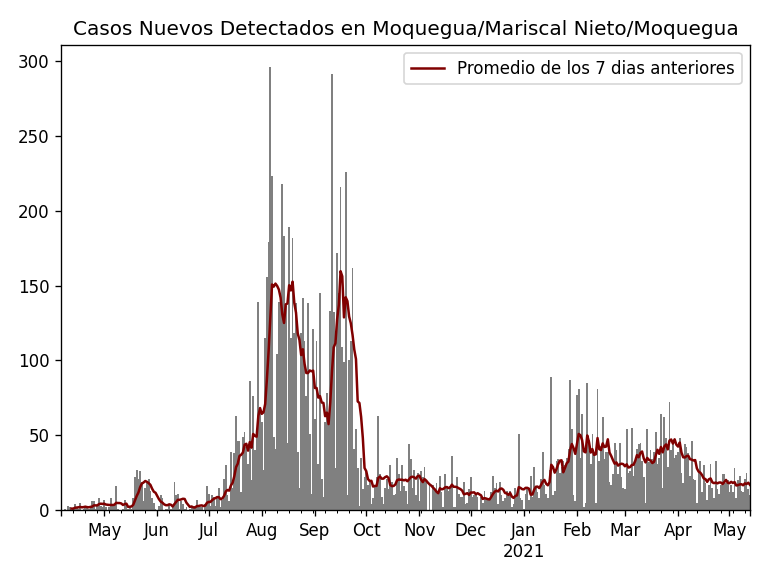 Casos Nuevos Detectados en Moquegua/Mariscal Nieto/Moquegua
Promedio de los 7 dias anteriores
300
250
200
150
100
50
0
May Jun Jul Aug Sep Oct Nov Dec Jan Feb Mar Apr May
2021